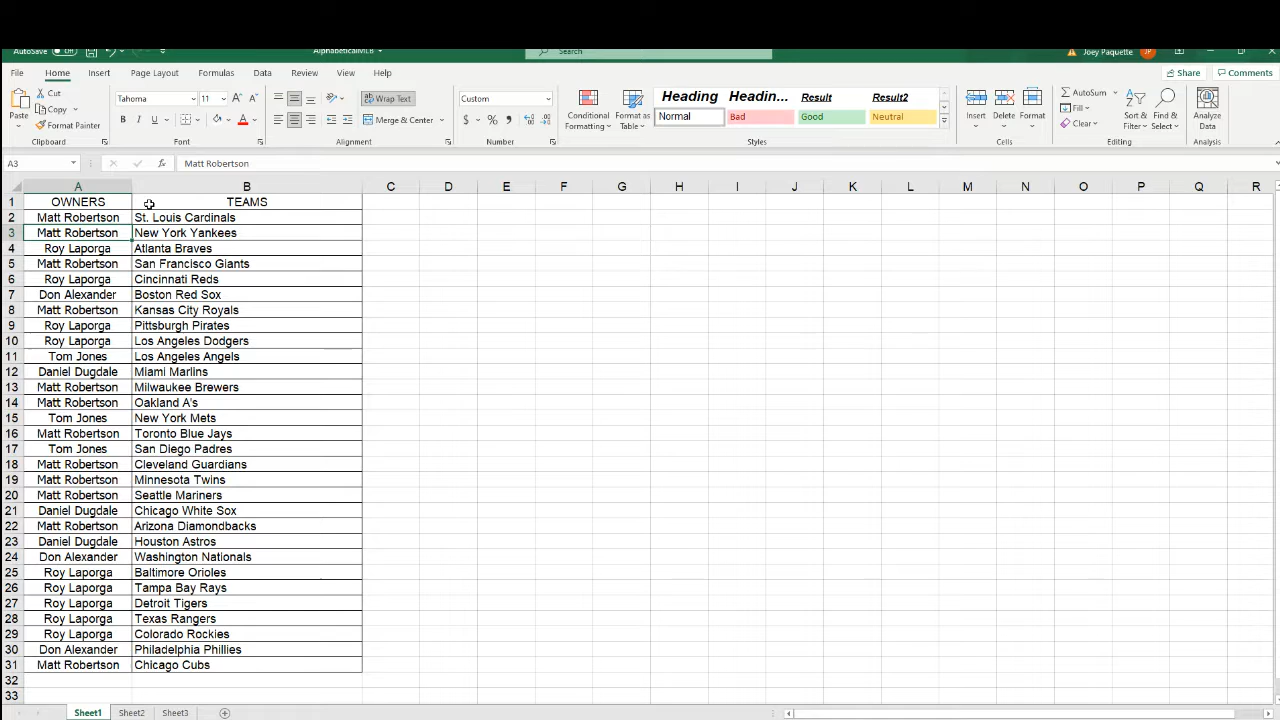 AutoSave Off AlphabeticalMLB Search Joey Paquette JP
File Home Insert Page Layout Formulas Data Review View Help Share Comments
Paste Cut Copy Format Painter Clipboard
Tahoma 11 B I U A Font
Wrap Text Merge & Center Alignment
Custom $ % Number
Conditional Formatting Format as Table
Heading Headin... Result Result2
Normal Bad Good Neutral
Styles
Insert Delete Format Cells
AutoSum Fill Clear Sort & Filter Find & Select Editing
Analyze Data Analysis
A3 fx Matt Robertson
A B C D E F G H I J K L M N O P Q R
1 OWNERS TEAMS
2 Matt Robertson St. Louis Cardinals
3 Matt Robertson New York Yankees
4 Roy Laporga Atlanta Braves
5 Matt Robertson San Francisco Giants
6 Roy Laporga Cincinnati Reds
7 Don Alexander Boston Red Sox
8 Matt Robertson Kansas City Royals
9 Roy Laporga Pittsburgh Pirates
10 Roy Laporga Los Angeles Dodgers
11 Tom Jones Los Angeles Angels
12 Daniel Dugdale Miami Marlins
13 Matt Robertson Milwaukee Brewers
14 Matt Robertson Oakland A's
15 Tom Jones New York Mets
16 Matt Robertson Toronto Blue Jays
17 Tom Jones San Diego Padres
18 Matt Robertson Cleveland Guardians
19 Matt Robertson Minnesota Twins
20 Matt Robertson Seattle Mariners
21 Daniel Dugdale Chicago White Sox
22 Matt Robertson Arizona Diamondbacks
23 Daniel Dugdale Houston Astros
24 Don Alexander Washington Nationals
25 Roy Laporga Baltimore Orioles
26 Roy Laporga Tampa Bay Rays
27 Roy Laporga Detroit Tigers
28 Roy Laporga Texas Rangers
29 Roy Laporga Colorado Rockies
30 Don Alexander Philadelphia Phillies
31 Matt Robertson Chicago Cubs
32
33
Sheet1 Sheet2 Sheet3